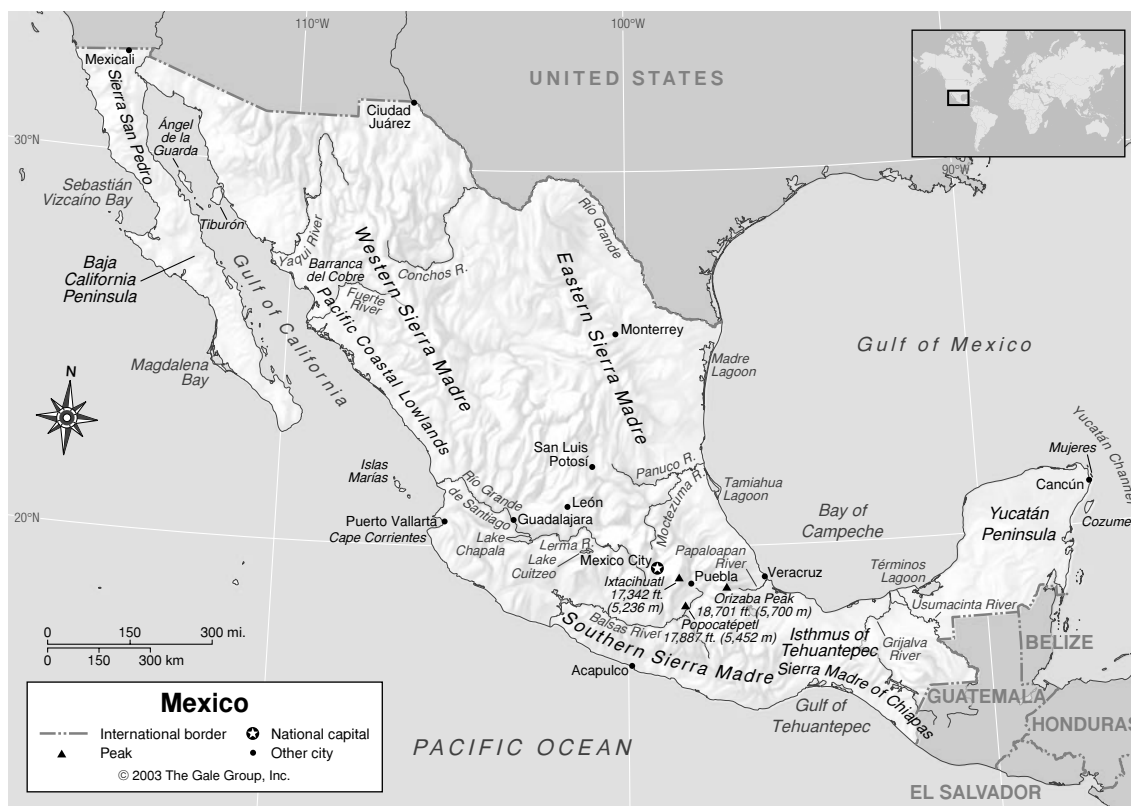 110°W
100°W
90°W
30°N
20°N
UNITED STATES
Mexicali
Sierra San Pedro
Ciudad
Juárez
Ángel
de la
Guarda
Sebastián
Vizcaíno Bay
Tiburón
Yaqui River
Barranca
del Cobre
Conchos R.
Río Grande
Baja
California
Peninsula
Gulf of California
Fuerte
River
Western Sierra Madre
Eastern Sierra Madre
Pacific Coastal Lowlands
Monterrey
Madre
Lagoon
Gulf of Mexico
Magdalena
Bay
N
San Luis
Potosí
Panuco R.
Moctezuma R.
Tamiahua
Lagoon
Yucatán Channel
Mujeres
Cancún
Cozumel
Yucatán
Peninsula
Islas
Marías
Río Grande
de Santiago
León
Guadalajara
Puerto Vallarta
Cape Corrientes
Lake
Chapala
Lerma R.
Lake
Cuitzeo
Mexico City
Bay of
Campeche
Papaloapan
River
Veracruz
Puebla
Términos
Lagoon
Ixtacihuatl
17,342 ft.
(5,236 m)
Orizaba Peak
18,701 ft. (5,700 m)
Popocatépetl
17,887 ft. (5,452 m)
Usumacinta River
Balsas River
Southern Sierra Madre
Isthmus of
Tehuantepec
Grijalva
River
BELIZE
Acapulco
Sierra Madre of Chiapas
GUATEMALA
Gulf of
Tehuantepec
HONDURAS
PACIFIC OCEAN
EL SALVADOR
0 150 300 mi.
0 150 300 km
Mexico
International border
National capital
Peak
Other city
© 2003 The Gale Group, Inc.